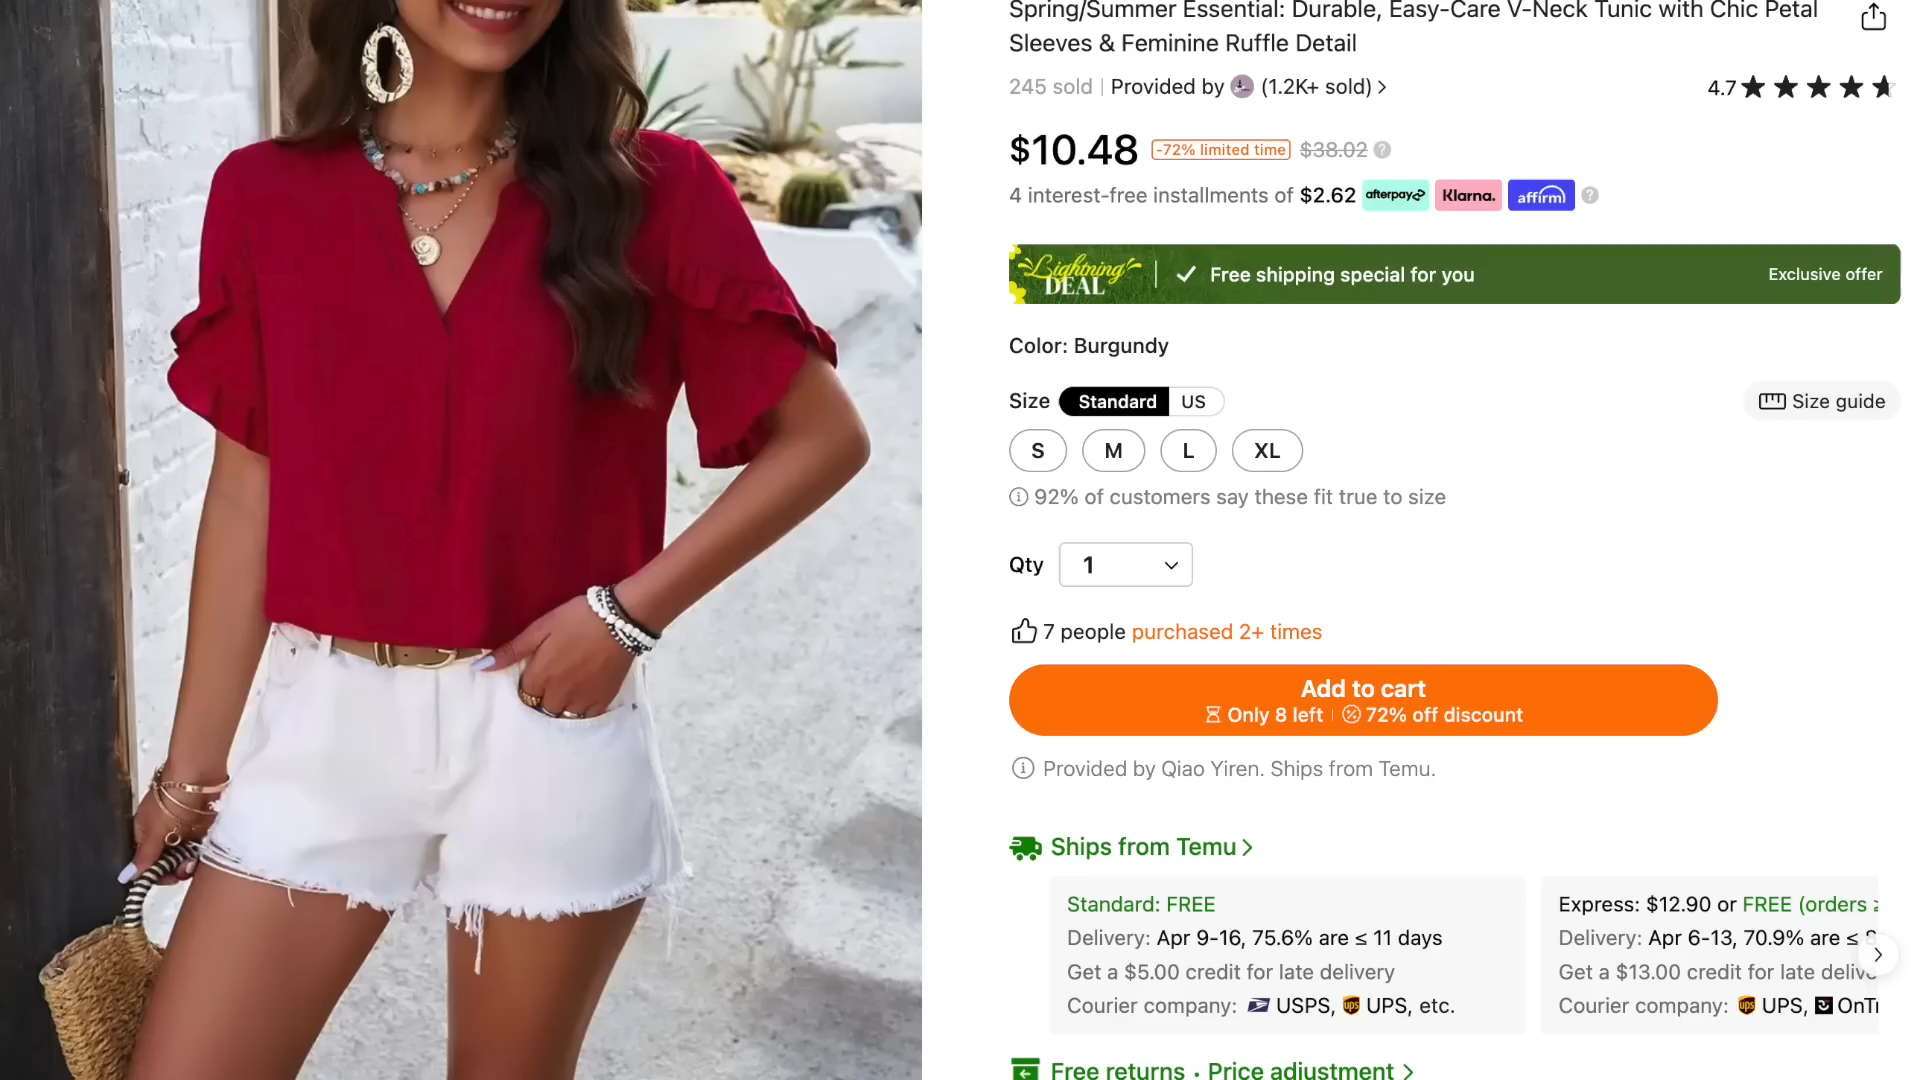 Spring/Summer Essential: Durable, Easy-Care V-Neck Tunic with Chic Petal
Sleeves & Feminine Ruffle Detail
245 sold | Provided by (1.2K+ sold) >
4.7
$10.48 -72% limited time $38.02 ?
4 interest-free installments of $2.62 afterpay Klarna. affirm ?
Lightning DEAL | ✓ Free shipping special for you Exclusive offer
Color: Burgundy
Size Standard US Size guide
S M L XL
92% of customers say these fit true to size
Qty 1
7 people purchased 2+ times
Add to cart
Only 8 left | 72% off discount
Provided by Qiao Yiren. Ships from Temu.
Ships from Temu >
Standard: FREE
Delivery: Apr 9-16, 75.6% are ≤ 11 days
Get a $5.00 credit for late delivery
Courier company: USPS, UPS, etc.
Express: $12.90 or FREE (orders
Delivery: Apr 6-13, 70.9% are ≤ 8
Get a $13.00 credit for late
Courier company: UPS,
Free returns · Price adjustment >